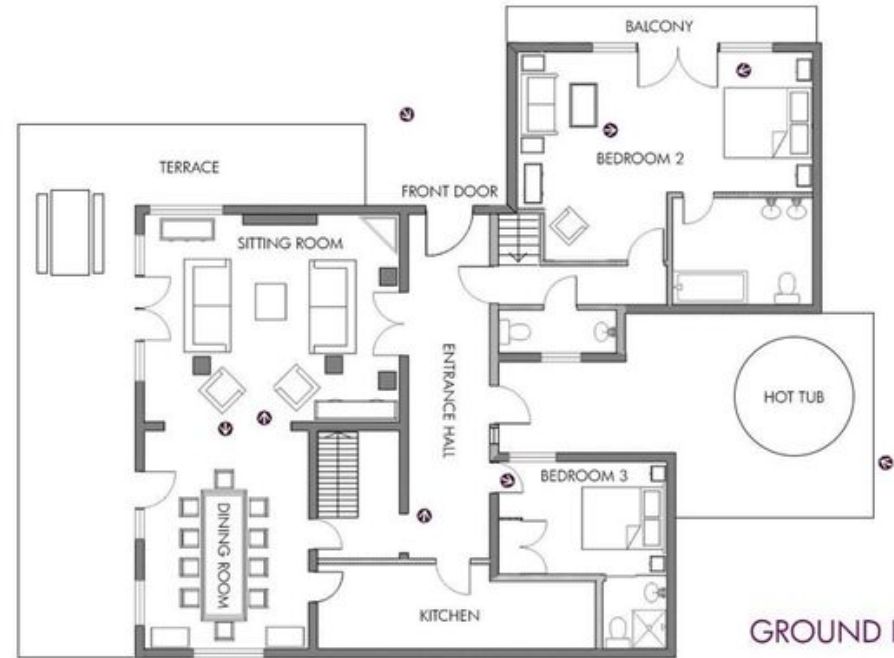 BALCONY
BEDROOM 2
TERRACE
FRONT DOOR
SITTING ROOM
ENTRANCE HALL
HOT TUB
BEDROOM 3
DINING ROOM
KITCHEN
GROUND